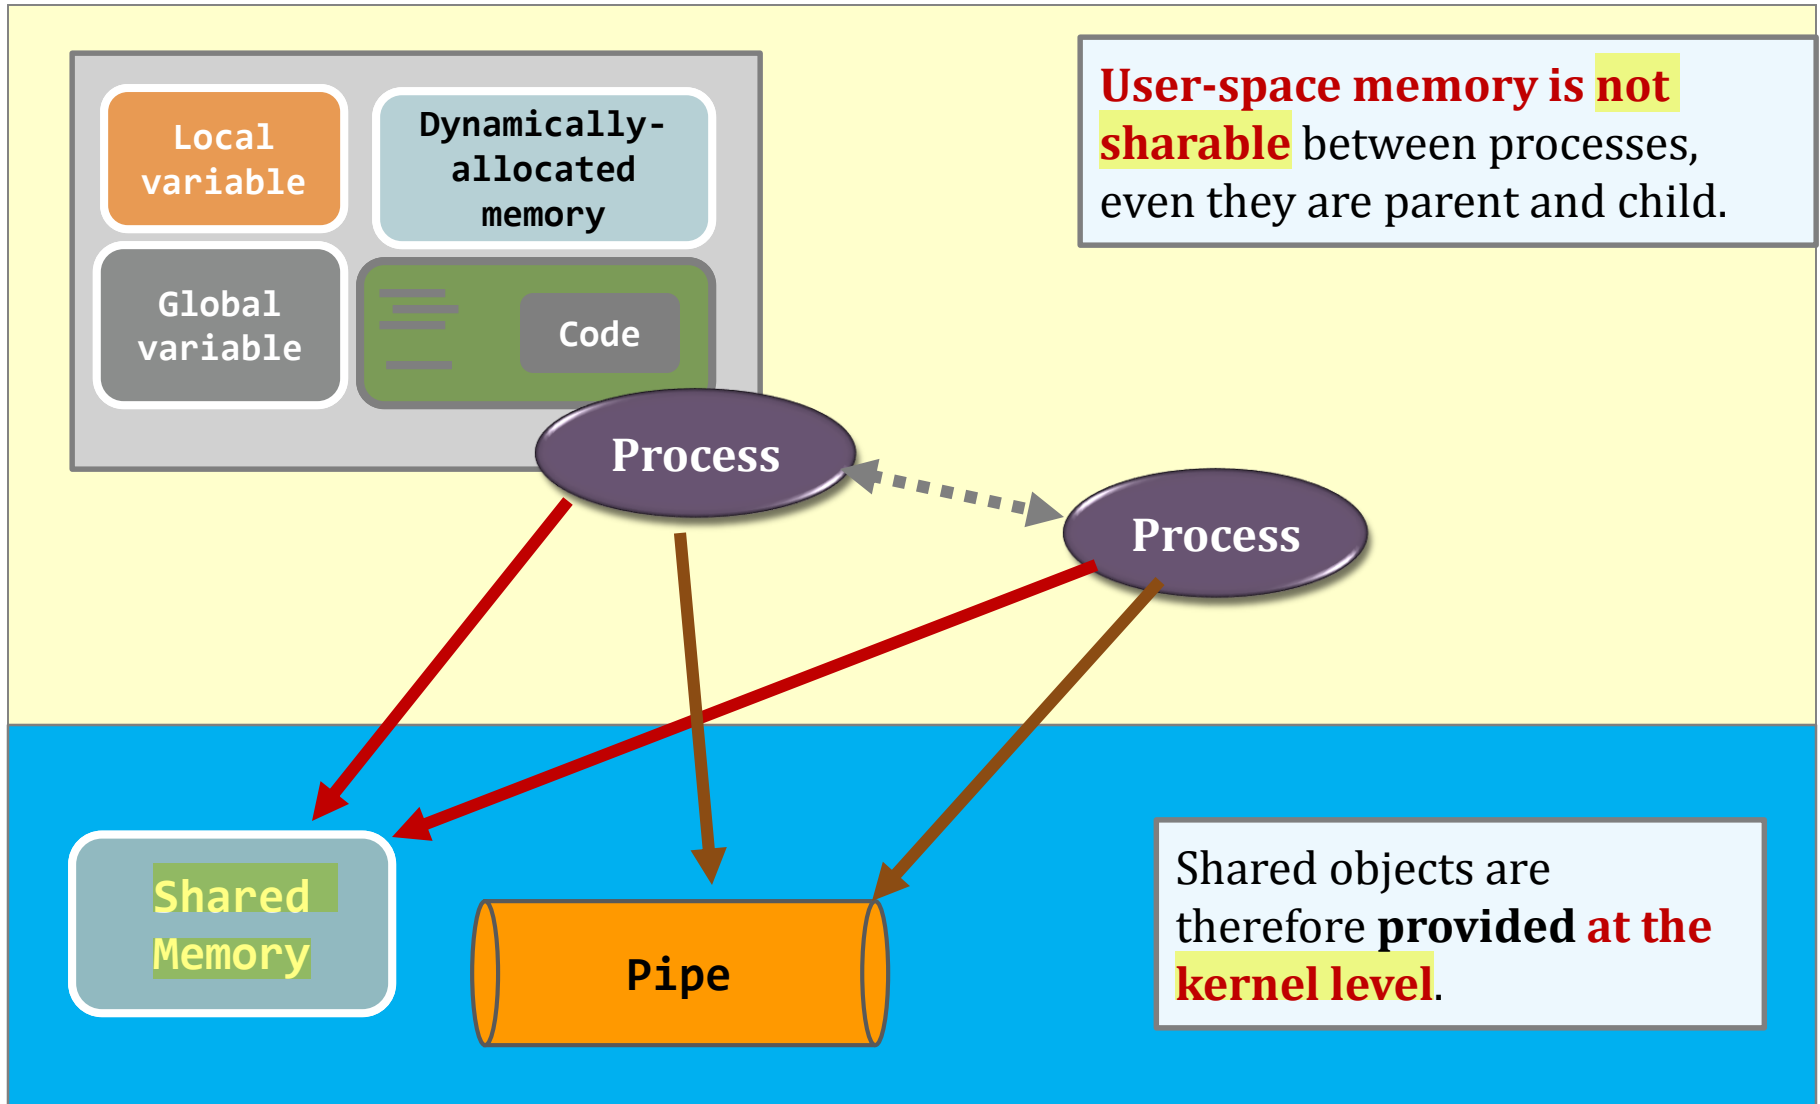 Local
variable
Dynamically-
allocated
memory
Global
variable
Code
User-space memory is not
sharable between processes,
even they are parent and child.
Process
Process
Shared
Memory
Pipe
Shared objects are
therefore provided at the
kernel level.